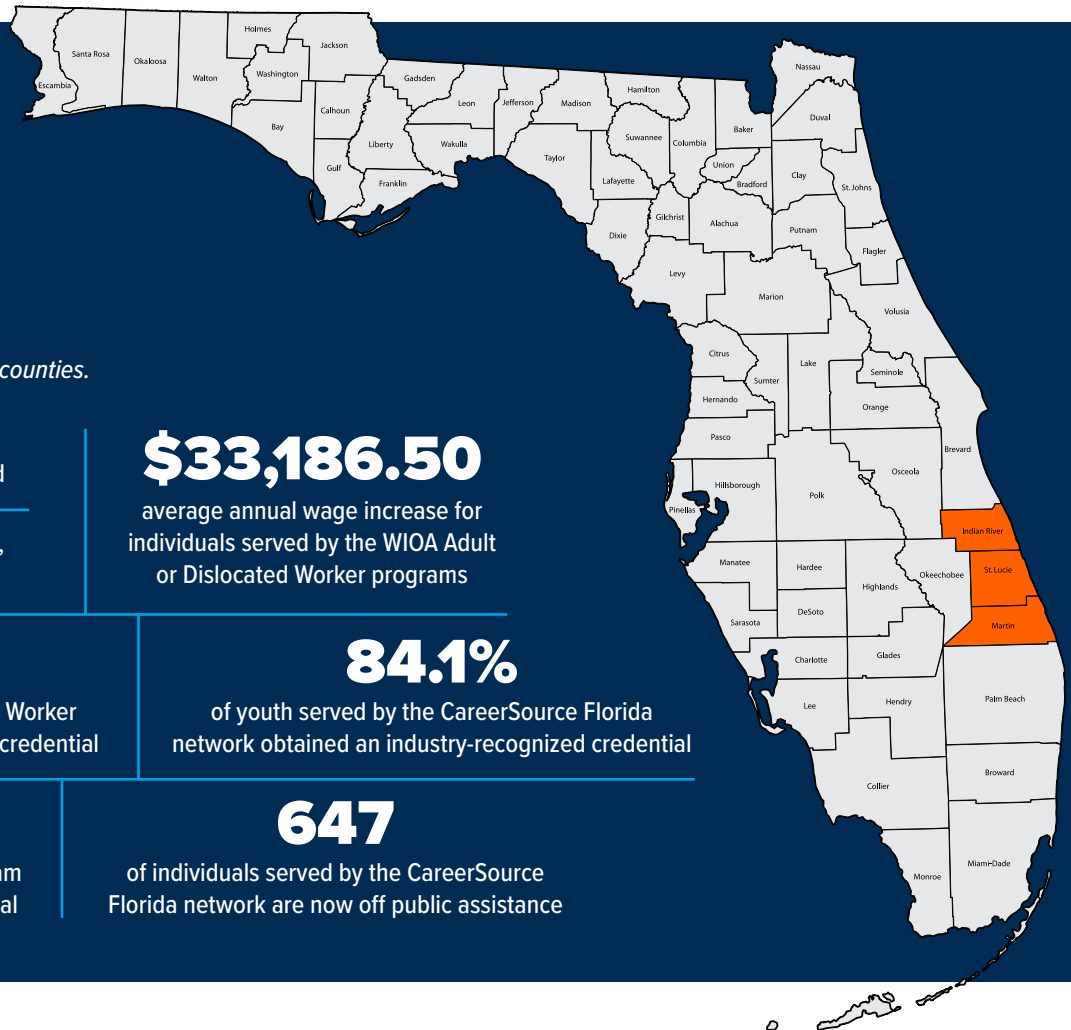 Holmes
Jackson
Santa Rosa
Okaloosa
Walton
Washington
Escambia
Gadsden
Calhoun
Bay
Leon
Jefferson
Madison
Hamilton
Liberty
Wakulla
Gulf
Franklin
Taylor
Suwannee
Columbia
Baker
Nassau
Duval
Union
Bradford
Clay
St. Johns
Lafayette
Gilchrist
Alachua
Putnam
Dixie
Flagler
Levy
Marion
Volusia
Citrus
Sumter
Lake
Seminole
Hernando
Orange
Pasco
Brevard
Osceola
Hillsborough
Polk
Pinellas
Indian River
Manatee
Hardee
Okeechobee
St. Lucie
Highlands
Sarasota
DeSoto
Martin
Charlotte
Glades
Lee
Hendry
Palm Beach
Collier
Broward
Monroe
Miami-Dade
counties.
d
,
$33,186.50
average annual wage increase for
individuals served by the WIOA Adult
or Dislocated Worker programs
Worker
credential
84.1%
of youth served by the CareerSource Florida
network obtained an industry-recognized credential
am
al
647
of individuals served by the CareerSource
Florida network are now off public assistance